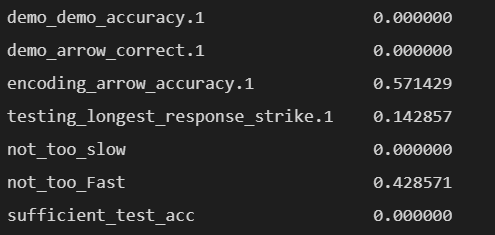 demo_demo_accuracy.1 0.000000
demo_arrow_correct.1 0.000000
encoding_arrow_accuracy.1 0.571429
testing_longest_response_strike.1 0.142857
not_too_slow 0.000000
not_too_Fast 0.428571
sufficient_test_acc 0.000000